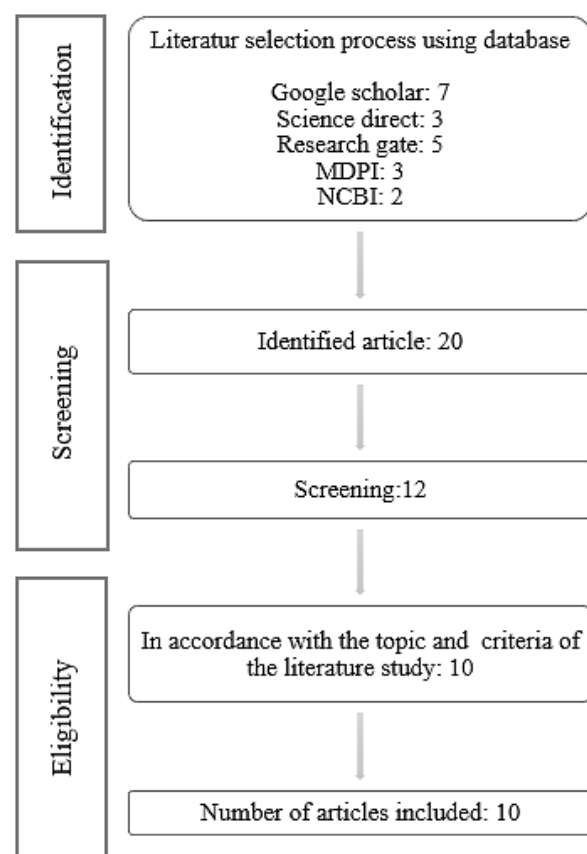 Identification
Literatur selection process using database
Google scholar: 7
Science direct: 3
Research gate: 5
MDPI: 3
NCBI: 2
Screening
Identified article: 20
Screening:12
Eligibility
In accordance with the topic and criteria of
the literature study: 10
Number of articles included: 10